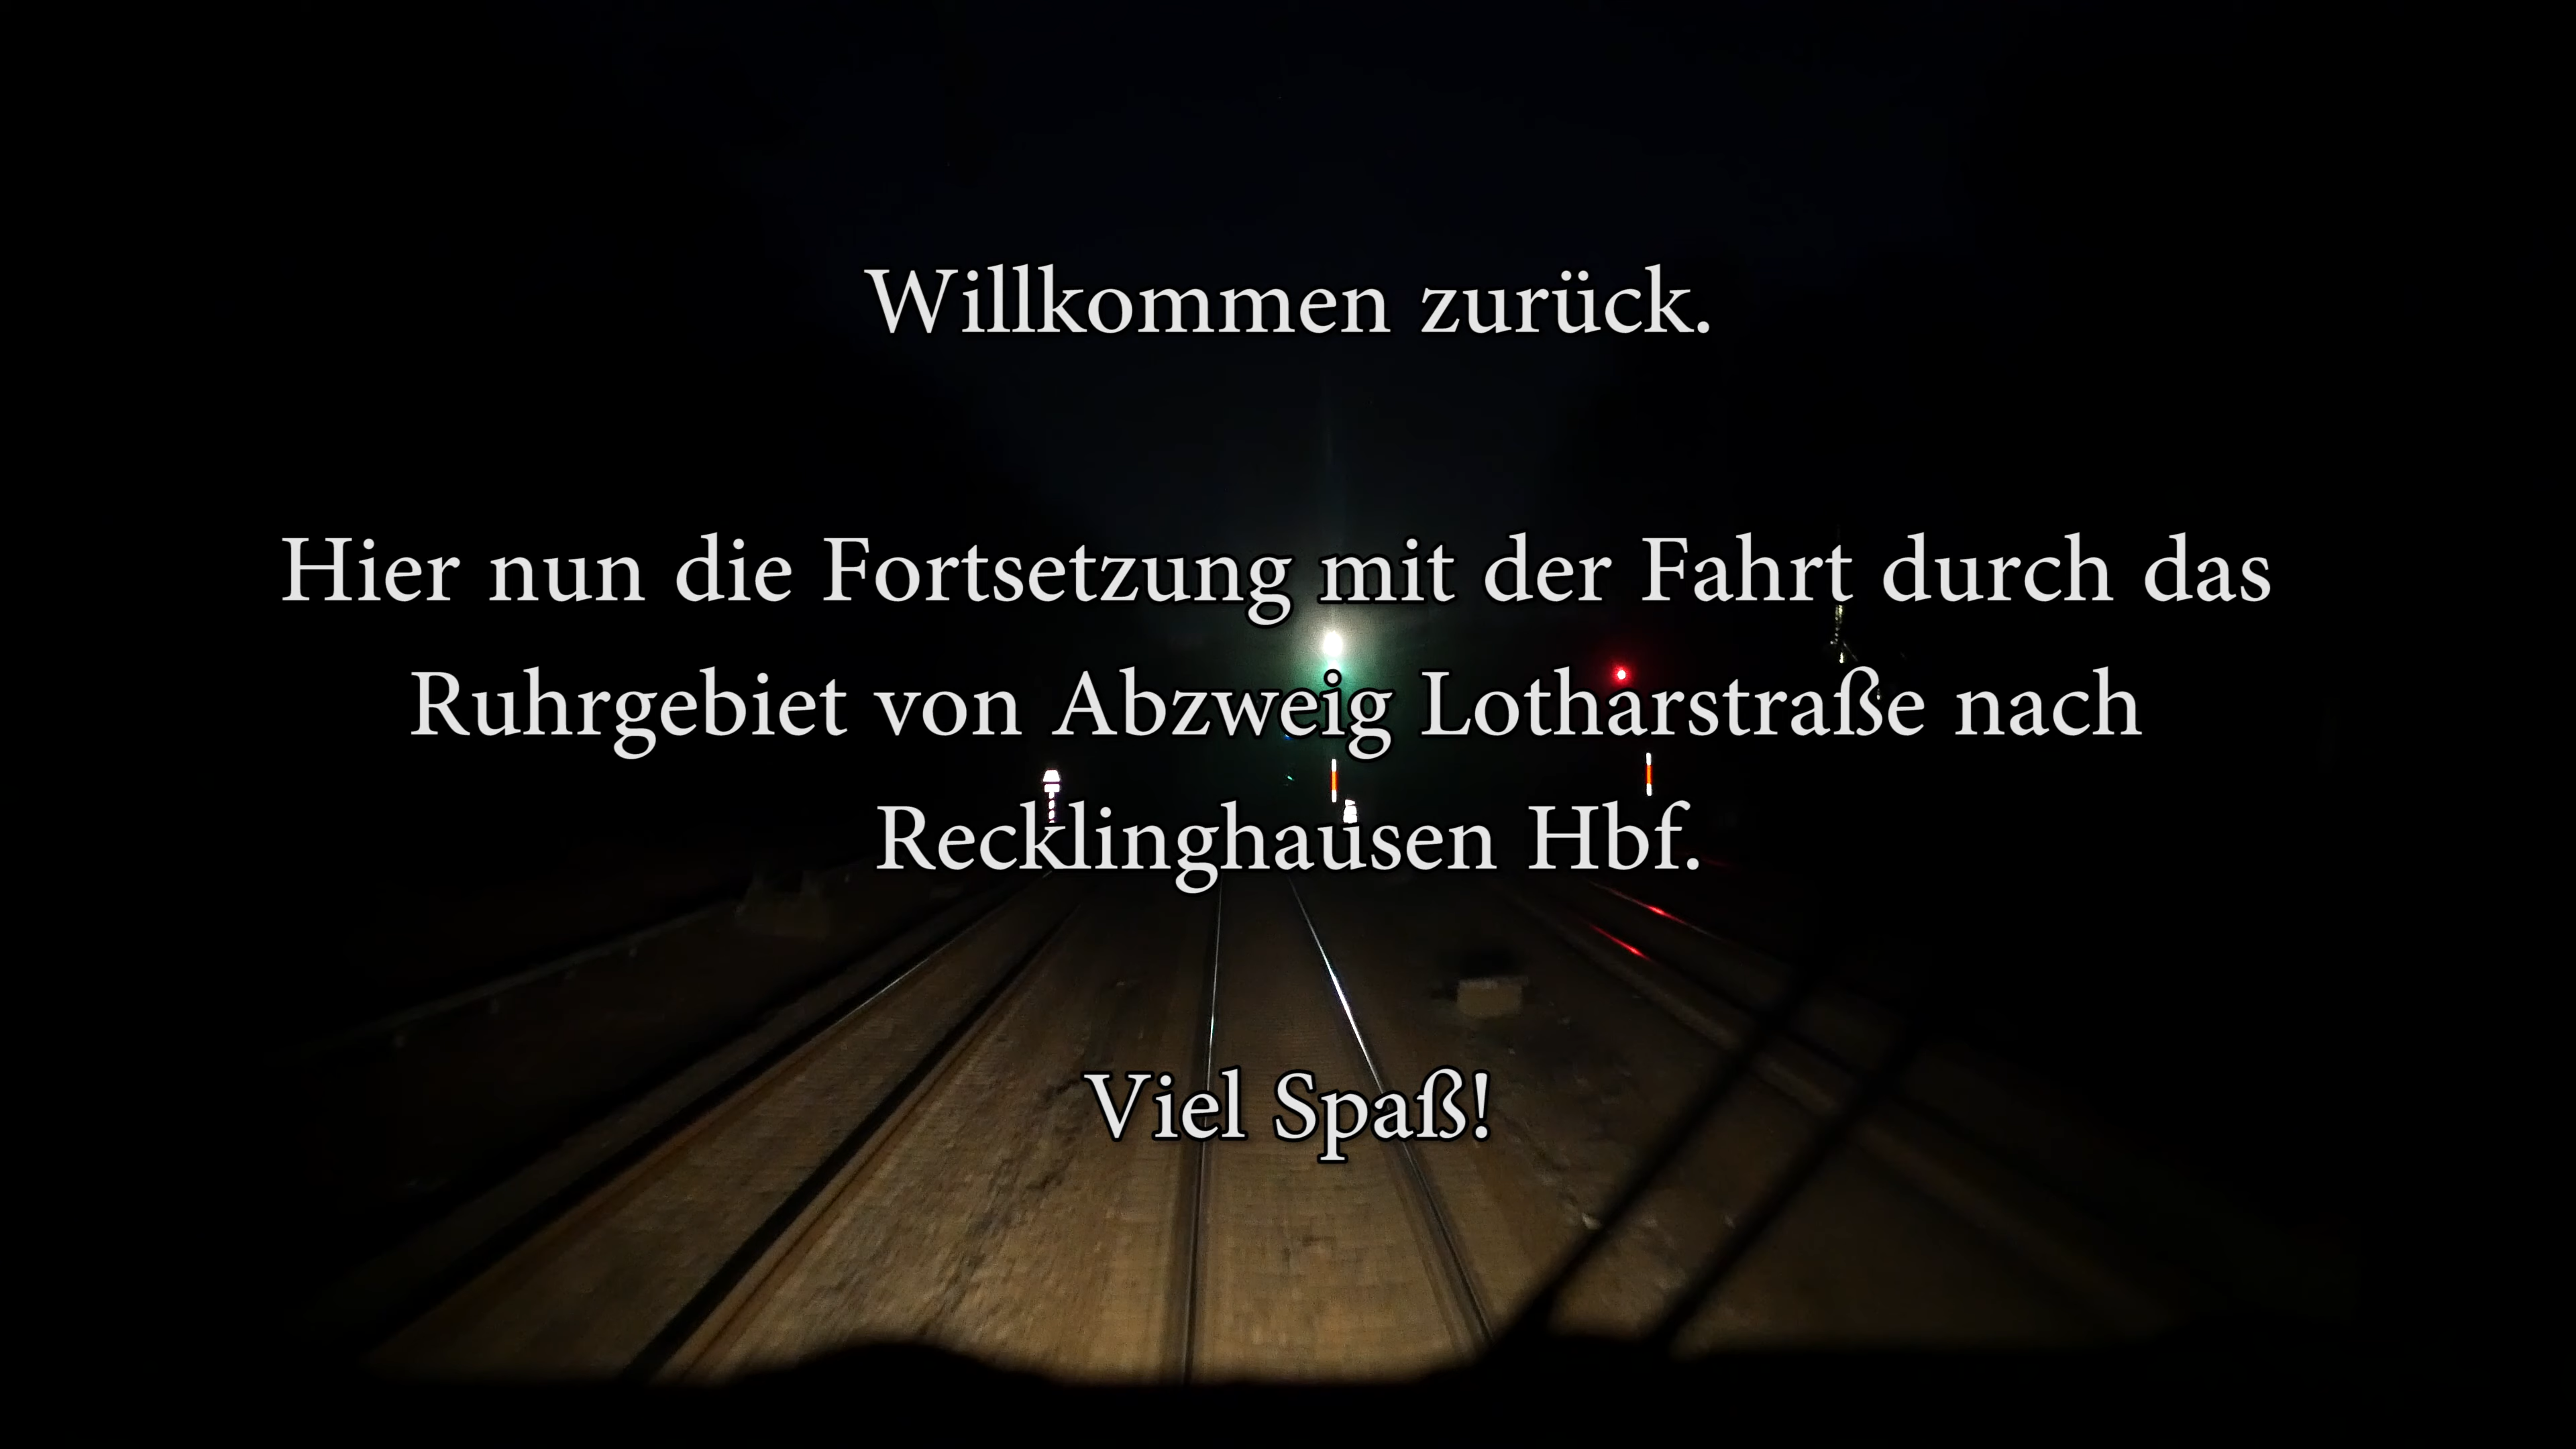 Willkommen zurück.
Hier nun die Fortsetzung mit der Fahrt durch das
Ruhrgebiet von Abzweig Lotharstraße nach
Recklinghausen Hbf.
Viel Spaß!